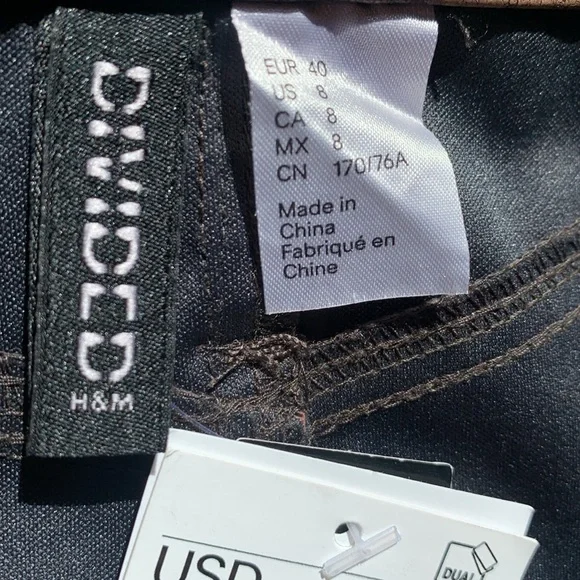 DIVIDED
H&M
EUR 40
US 8
CA 8
MX 8
CN 170/76A
Made in
China
Fabriqué en
Chine
USD
DUAL